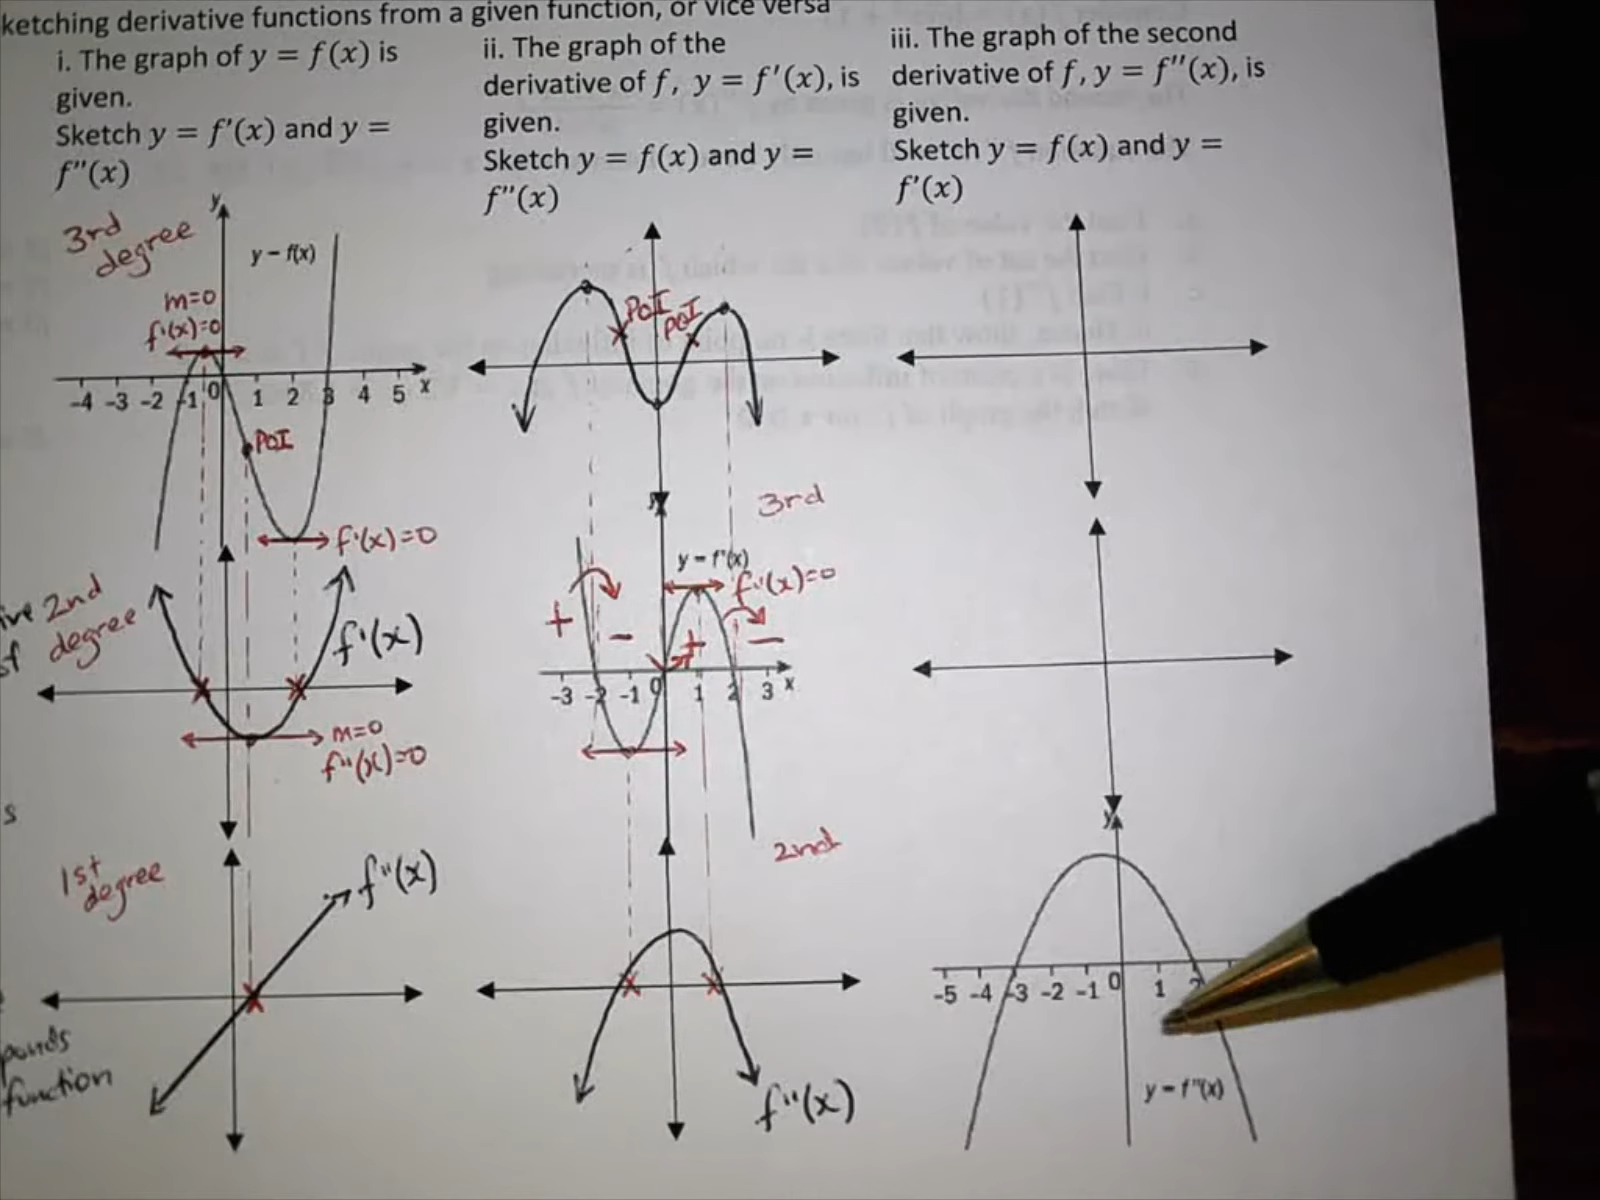 ketching derivative functions from a given function, or vice versa
i. The graph of y = f(x) is
given.
Sketch y = f'(x) and y =
f''(x)
ii. The graph of the
derivative of f, y = f'(x), is
given.
Sketch y = f(x) and y =
f''(x)
iii. The graph of the second
derivative of f, y = f''(x), is
given.
Sketch y = f(x) and y =
f'(x)
3rd
degree
y
y = f(x)
m=0
f'(x)=0
-4 -3 -2 -1 0 1 2 3 4 5 x
POI
f'(x)=0
ive 2nd
of degree
f'(x)
m=0
f''(x)=0
s
1st
degree
f''(x)
ponds
function
POI
POI
3rd
y = f'(x)
f''(x)=0
+ - + -
-3 -2 -1 0 1 2 3 x
2nd
f''(x)
y
-5 -4 -3 -2 -1 0 1 2
y = f''(x)